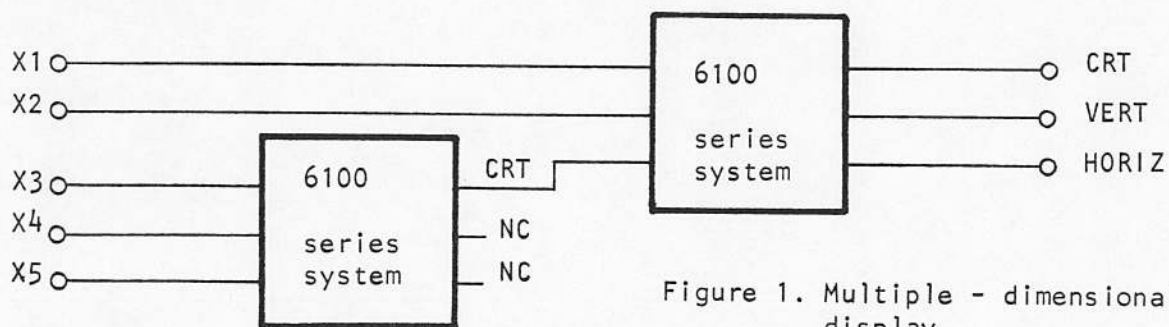 X1
X2
X3
X4
X5
6100
series
system
CRT
NC
NC
6100
series
system
CRT
VERT
HORIZ
Figure 1. Multiple - dimensiona
display